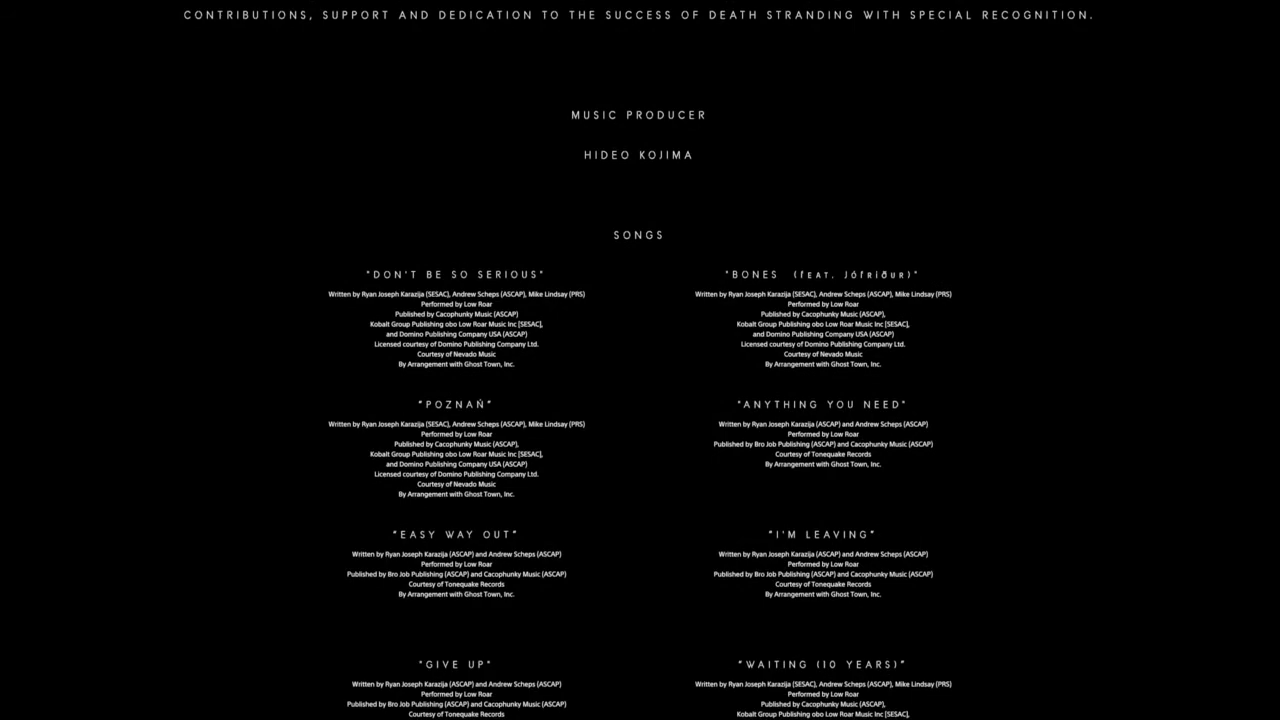 CONTRIBUTIONS, SUPPORT AND DEDICATION TO THE SUCCESS OF DEATH STRANDING WITH SPECIAL RECOGNITION.
MUSIC PRODUCER
HIDEO KOJIMA
SONGS
"DON'T BE SO SERIOUS"
Written by Ryan Joseph Karazija (SESAC), Andrew Scheps (ASCAP), Mike Lindsay (PRS)
Performed by Low Roar
Published by Cacophunky Music (ASCAP)
Kobalt Group Publishing obo Low Roar Music Inc [SESAC],
and Domino Publishing Company USA (ASCAP)
Licensed courtesy of Domino Publishing Company Ltd.
Courtesy of Nevado Music
By Arrangement with Ghost Town, Inc.
"BONES (feat. Jófríður)"
Written by Ryan Joseph Karazija (SESAC), Andrew Scheps (ASCAP), Mike Lindsay (PRS)
Performed by Low Roar
Published by Cacophunky Music (ASCAP),
Kobalt Group Publishing obo Low Roar Music Inc [SESAC],
and Domino Publishing Company USA (ASCAP)
Licensed courtesy of Domino Publishing Company Ltd.
Courtesy of Nevado Music
By Arrangement with Ghost Town, Inc.
"POZNAŃ"
Written by Ryan Joseph Karazija (SESAC), Andrew Scheps (ASCAP), Mike Lindsay (PRS)
Performed by Low Roar
Published by Cacophunky Music (ASCAP),
Kobalt Group Publishing obo Low Roar Music Inc [SESAC],
and Domino Publishing Company USA (ASCAP)
Licensed courtesy of Domino Publishing Company Ltd.
Courtesy of Nevado Music
By Arrangement with Ghost Town, Inc.
"ANYTHING YOU NEED"
Written by Ryan Joseph Karazija (ASCAP) and Andrew Scheps (ASCAP)
Performed by Low Roar
Published by Bro Job Publishing (ASCAP) and Cacophunky Music (ASCAP)
Courtesy of Tonequake Records
By Arrangement with Ghost Town, Inc.
"EASY WAY OUT"
Written by Ryan Joseph Karazija (ASCAP) and Andrew Scheps (ASCAP)
Performed by Low Roar
Published by Bro Job Publishing (ASCAP) and Cacophunky Music (ASCAP)
Courtesy of Tonequake Records
By Arrangement with Ghost Town, Inc.
"I'M LEAVING"
Written by Ryan Joseph Karazija (ASCAP) and Andrew Scheps (ASCAP)
Performed by Low Roar
Published by Bro Job Publishing (ASCAP) and Cacophunky Music (ASCAP)
Courtesy of Tonequake Records
By Arrangement with Ghost Town, Inc.
"GIVE UP"
Written by Ryan Joseph Karazija (ASCAP) and Andrew Scheps (ASCAP)
Performed by Low Roar
Published by Bro Job Publishing (ASCAP) and Cacophunky Music (ASCAP)
Courtesy of Tonequake Records
"WAITING (10 YEARS)"
Written by Ryan Joseph Karazija (SESAC), Andrew Scheps (ASCAP), Mike Lindsay (PRS)
Performed by Low Roar
Published by Cacophunky Music (ASCAP),
Kobalt Group Publishing obo Low Roar Music Inc [SESAC],